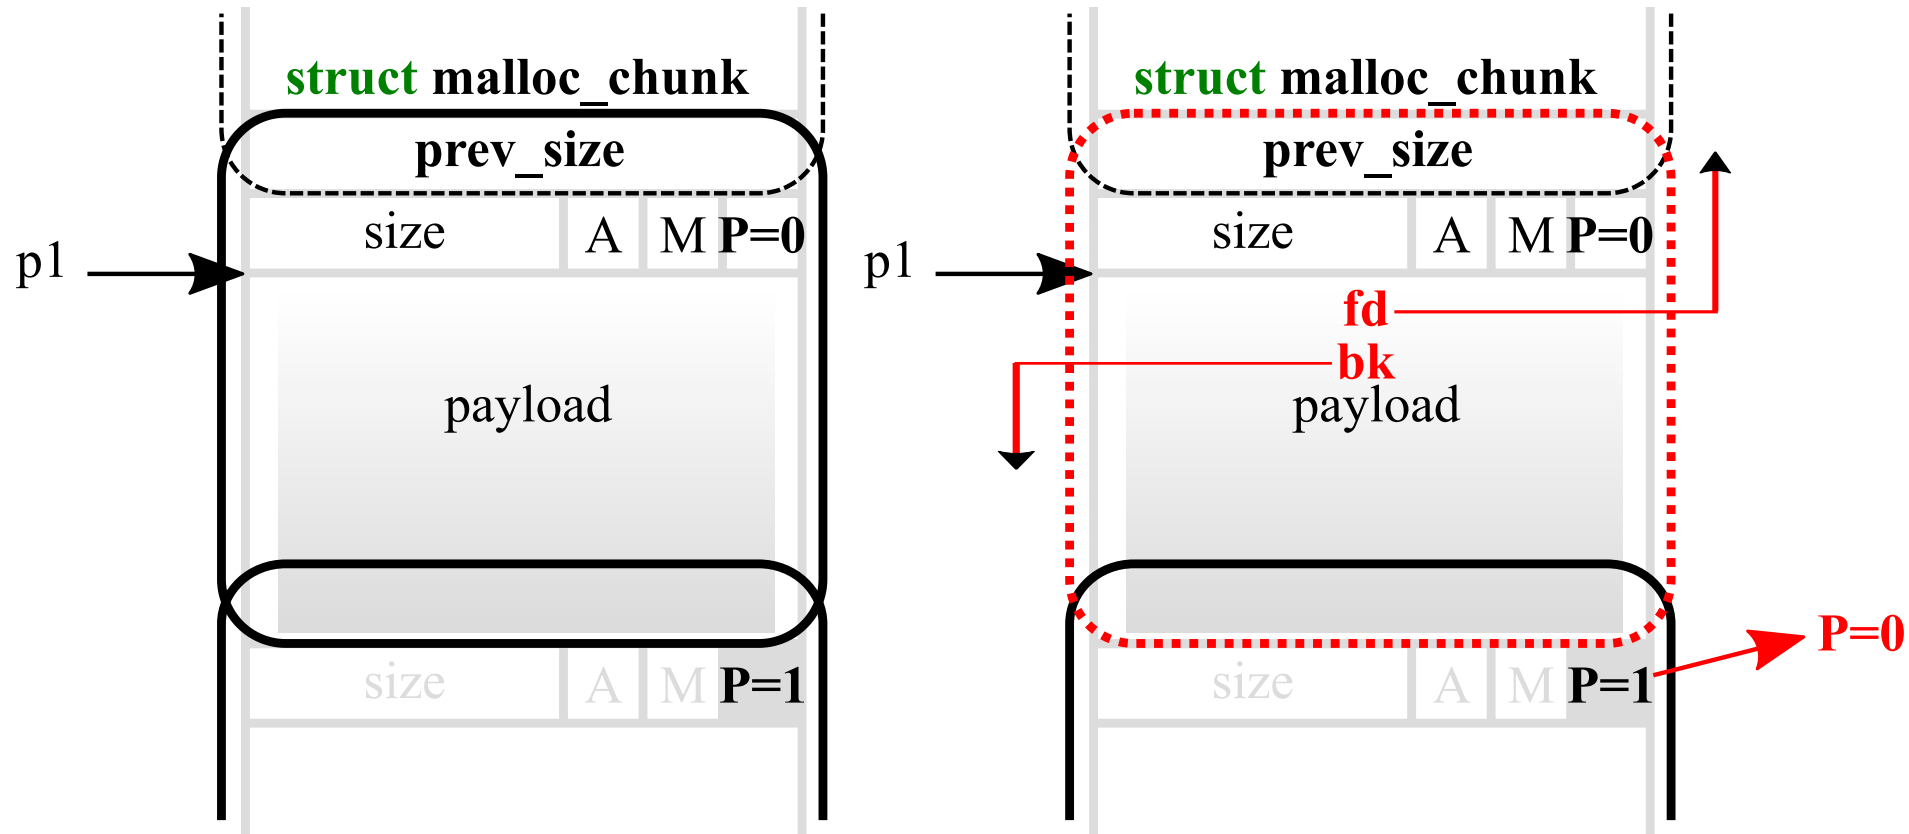 struct malloc_chunk
prev_size
size A M P=0
p1
payload
size A M P=1
struct malloc_chunk
prev_size
size A M P=0
p1
fd
bk
payload
P=0
size A M P=1